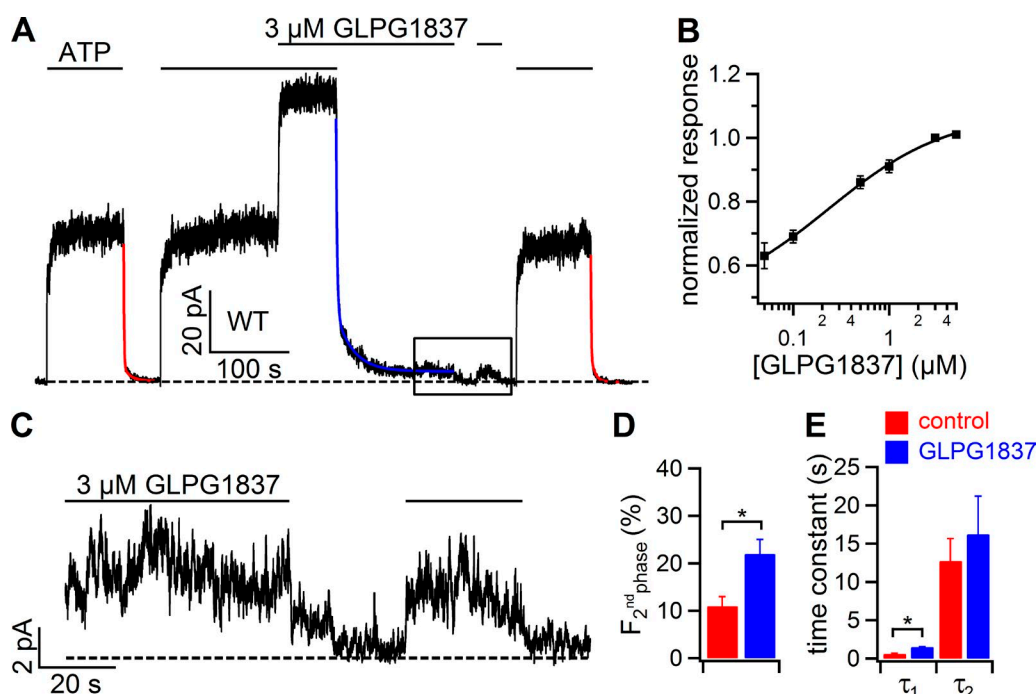 A
3 µM GLPG1837
ATP
20 pA
WT
100 s
B
normalized response
1.2
1.0
0.8
0.6
0.1
2
4
1
2
4
[GLPG1837] (µM)
C
3 µM GLPG1837
2 pA
20 s
D
F2nd phase (%)
40
30
20
10
0
*
E
control
GLPG1837
time constant (s)
25
20
15
10
5
0
*
τ1
τ2